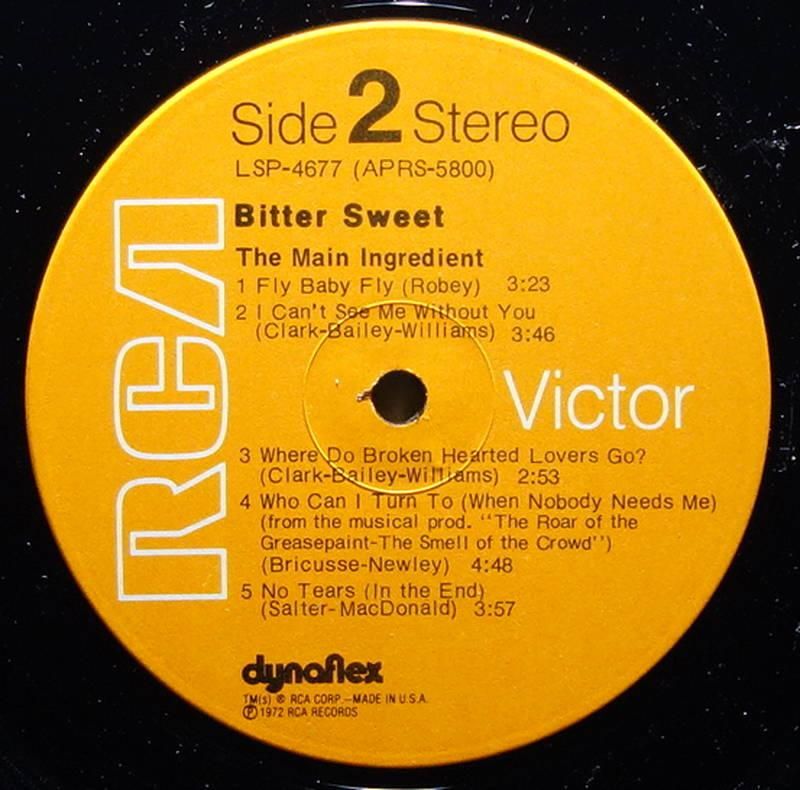 Side 2 Stereo
LSP-4677 (APRS-5800)
Bitter Sweet
The Main Ingredient
1 Fly Baby Fly (Robey) 3:23
2 I Can't See Me Without You
(Clark-Bailey-Williams) 3:46
RCA
Victor
3 Where Do Broken Hearted Lovers Go?
(Clark-Bailey-Williams) 2:53
4 Who Can I Turn To (When Nobody Needs Me)
(from the musical prod. "The Roar of the
Greasepaint-The Smell of the Crowd")
(Bricusse-Newley) 4:48
5 No Tears (In the End)
(Salter-MacDonald) 3:57
dynaflex
TM(s) ® RCA CORP.—MADE IN U.S.A.
Ⓟ 1972 RCA RECORDS